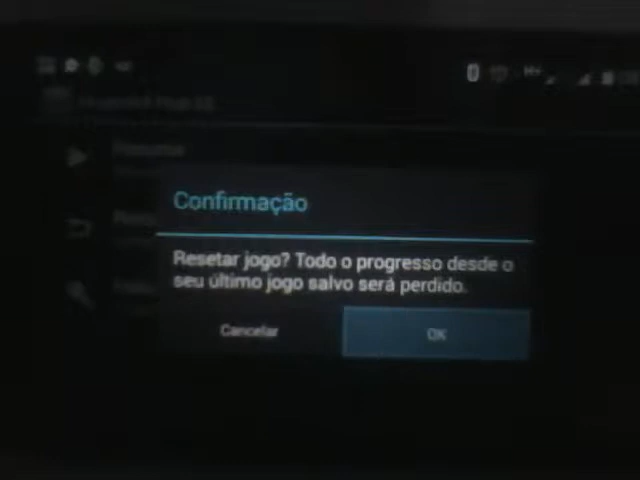 Confirmação
Resetar jogo? Todo o progresso desde o
seu último jogo salvo será perdido.
Cancelar
OK